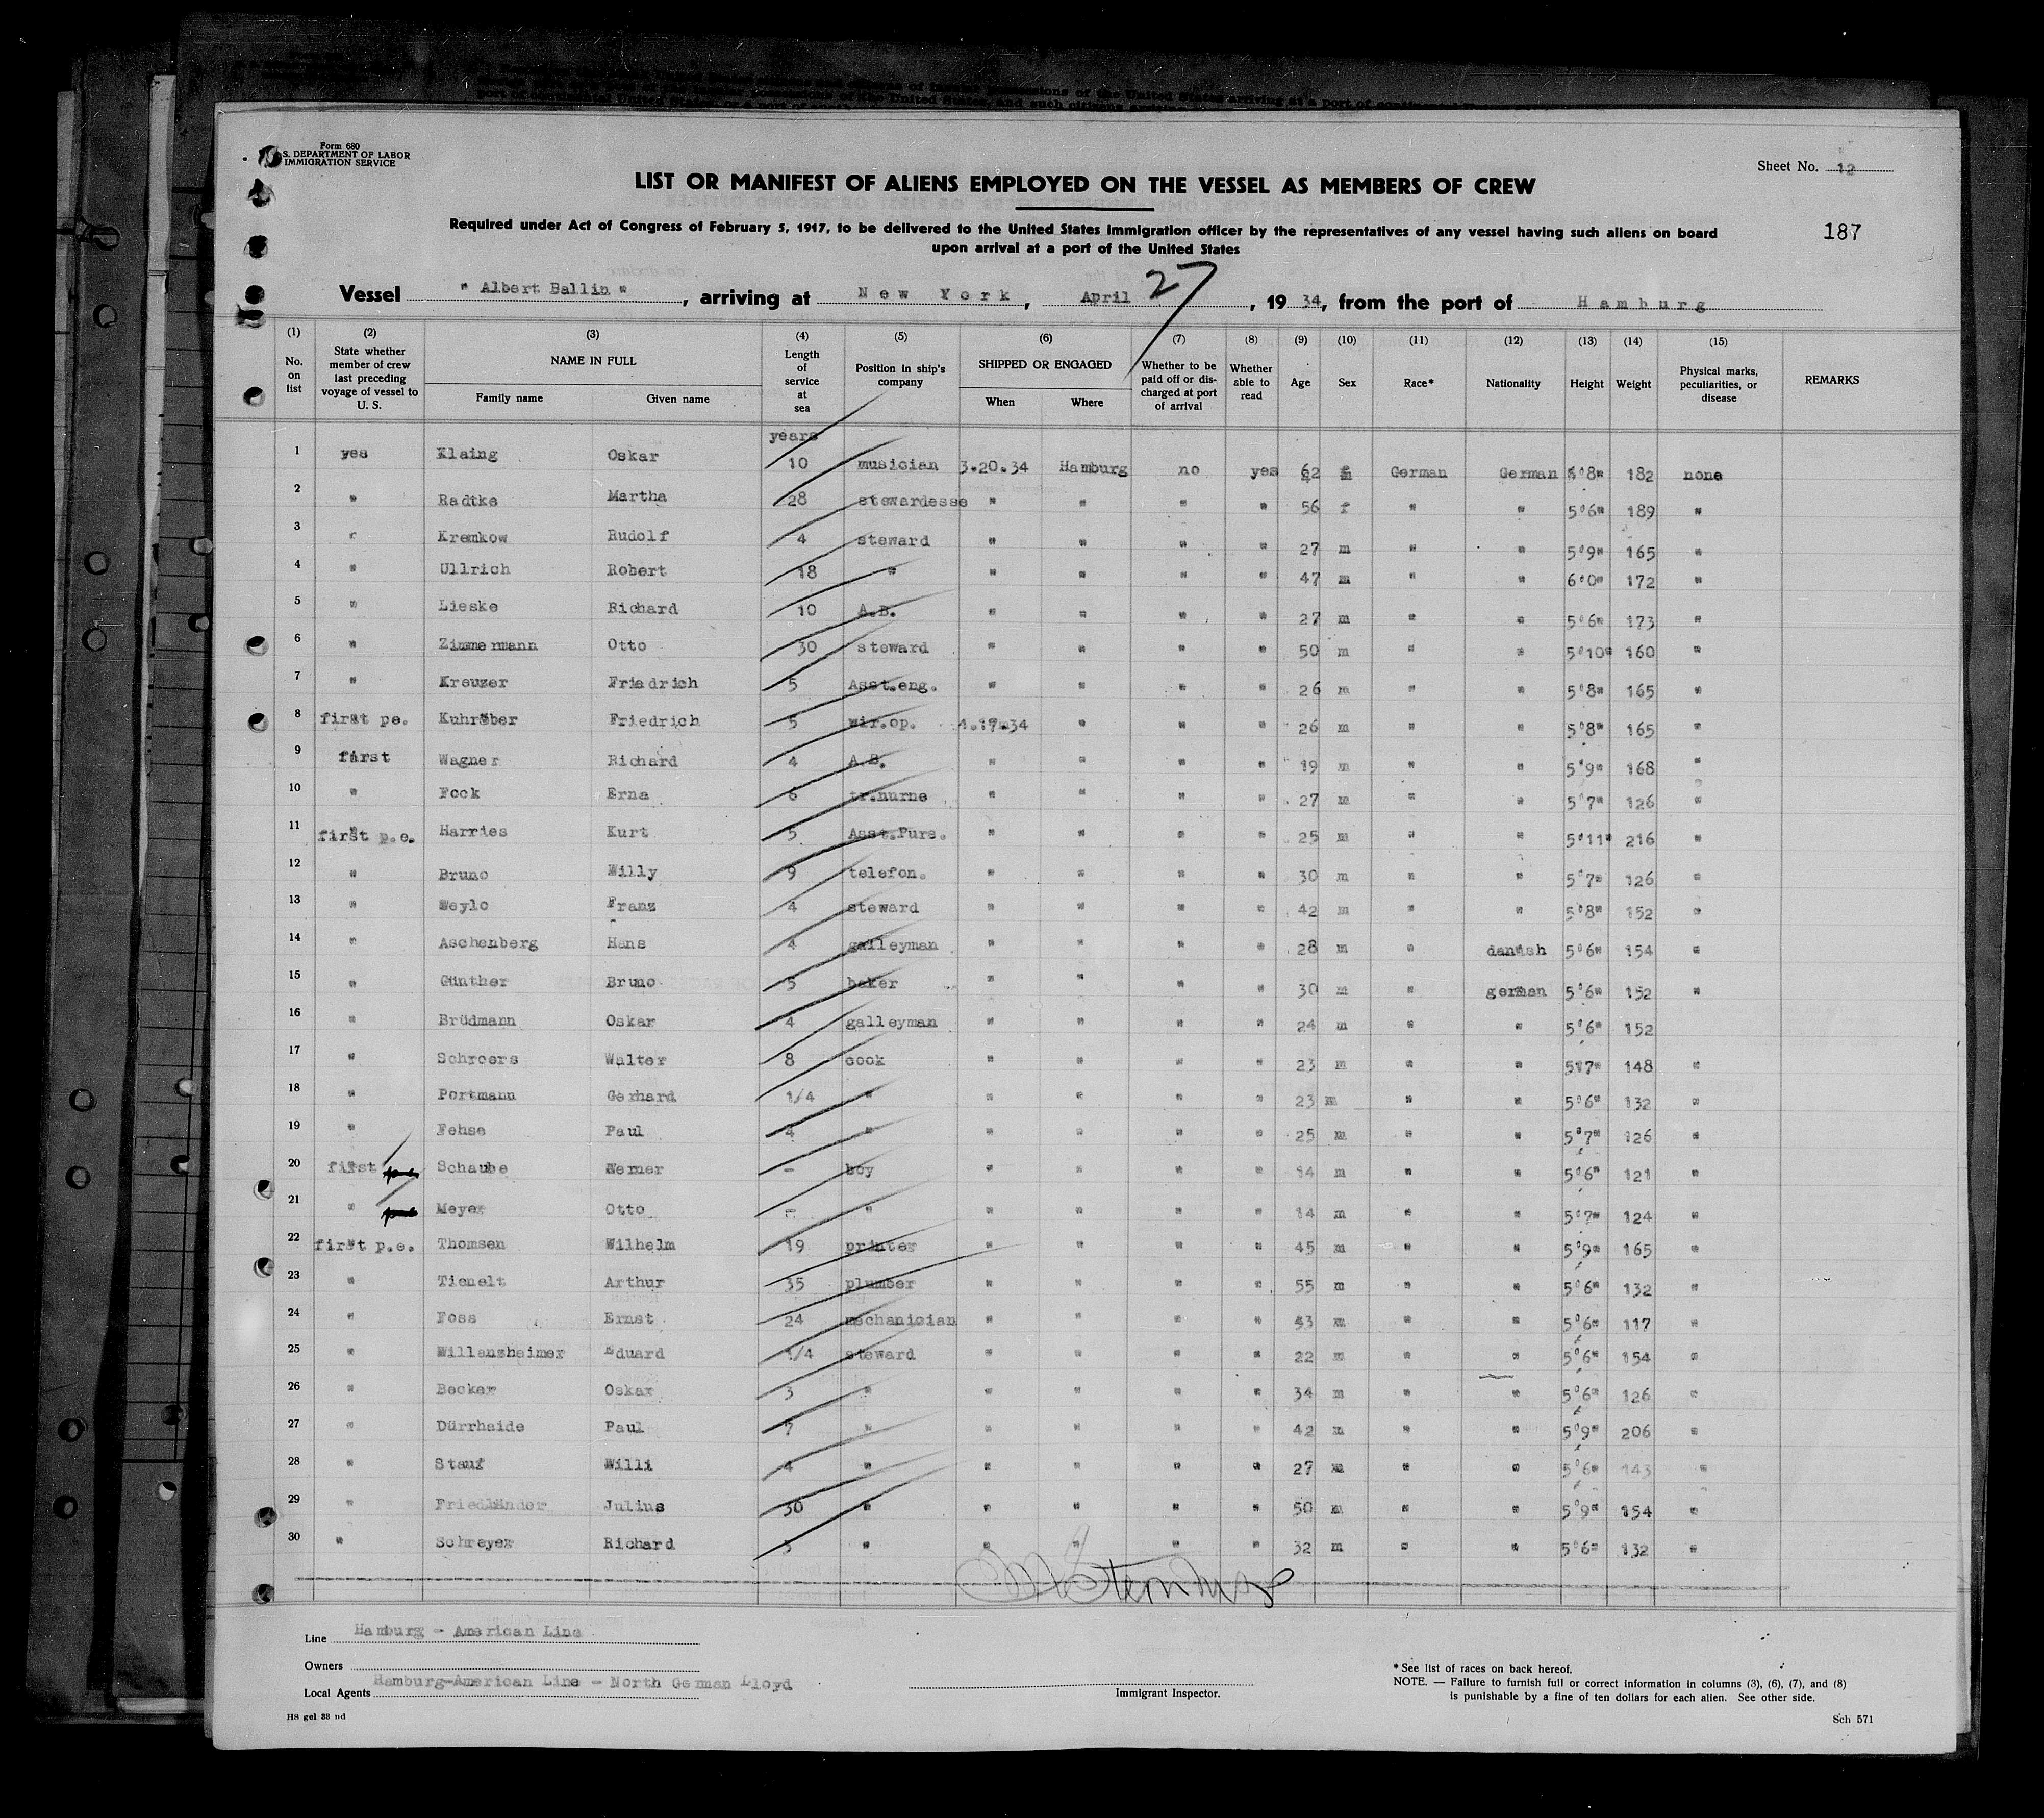 Form 680
S. DEPARTMENT OF LABOR
IMMIGRATION SERVICE
Sheet No. 12
LIST OR MANIFEST OF ALIENS EMPLOYED ON THE VESSEL AS MEMBERS OF CREW
Required under Act of Congress of February 5, 1917, to be delivered to the United States Immigration officer by the representatives of any vessel having such aliens on board
upon arrival at a port of the United States
187
Vessel "Albert Ballin", arriving at New York, April 27, 1934, from the port of Hamburg
(1) (2) (3) (4) (5) (6) (7) (8) (9) (10) (11) (12) (13) (14) (15)
No. on list State whether member of crew last preceding voyage of vessel to U. S. NAME IN FULL Family name Given name Length of service at sea Position in ship's company SHIPPED OR ENGAGED When Where Whether to be paid off or discharged at port of arrival Whether able to read Age Sex Race* Nationality Height Weight Physical marks, peculiarities, or disease REMARKS
years
1 yes Klaing Oskar 10 musician 3.20.34 Hamburg no yes 62 German German 5'8" 182 none
2 " Radtke Martha 28 stewardesse " " " " 56 f " " 5'6" 189 "
3 Kremkow Rudolf 4 steward " " " " 27 m " " 5'9" 165 "
4 " Ullrich Robert 18 " " " " " 47 m " " 6'0" 172 "
5 " Lieske Richard 10 A.B. " " " " 27 m " " 5'6" 173 "
6 " Zimmermann Otto 30 steward " " " " 50 m " " 5'10" 160 "
7 " Kreuzer Friedrich 5 Asst.eng. " " " " 26 m " " 5'8" 165 "
8 first pe. Kuhröber Friedrich 5 wir.op. 4.17.34 " " " 26 m " " 5'8" 165 "
9 first Wagner Richard 4 A.B. " " " " 19 m " " 5'9" 168 "
10 " Fock Erna 6 tr.nurne " " " " 27 m " " 5'7" 126 "
11 first p.e. Harries Kurt 5 Asst.Purs. " " " " 25 m " " 5'11" 216 "
12 " Bruno Willy 9 telefon. " " " " 30 m " " 5'7" 126 "
13 " Weylo Franz 4 steward " " " " 42 m " " 5'8" 152 "
14 " Aschenberg Hans 4 galleyman " " " " 28 m " danish 5'6" 154 "
15 " Günther Bruno 5 baker " " " " 30 m " german 5'6" 152 "
16 " Brüdmann Oskar 4 galleyman " " " " 24 m " " 5'6" 152
17 " Schroers Walter 8 cook " " " " 23 m " " 5'7" 148 "
18 " Portmann Gerhard 1/4 " " " " " 23 m " " 5'6" 132 "
19 " Fehse Paul 4 " " " " " 25 m " " 5'7" 126 "
20 first Schaube Werner - boy " " " " 14 m " " 5'6" 121 "
21 " Meyer Otto - " " " " " 14 m " " 5'7" 124 "
22 first p.e. Thomsen Wilhelm 19 printer " " " " 45 m " " 5'9" 165 "
23 " Tienelt Arthur 35 plumber " " " " 55 m " " 5'6" 132 "
24 " Foss Ernst 24 mechanician " " " " 43 m " " 5'6" 117 "
25 " Willenzheimer Eduard 1/4 steward " " " " 22 m " " 5'6" 154 "
26 " Becker Oskar 3 " " " " " 34 m " " 5'6" 126 "
27 " Dürrhaide Paul 7 " " " " " 42 m " " 5'9" 206 "
28 " Stauf Willi 4 " " " " " 27 m " " 5'6" 143 "
29 " Friedländer Julius 30 " " " " " 50 m " " 5'9" 154 "
30 " Schreyer Richard 3 " " " " " 32 m " " 5'6" 132 "
Line Hamburg - American Line
Owners
Local Agents Hamburg-American Line - North German Lloyd
Immigrant Inspector.
*See list of races on back hereof.
NOTE. — Failure to furnish full or correct information in columns (3), (6), (7), and (8)
is punishable by a fine of ten dollars for each alien. See other side.
H8 gel 33 nd
Sch 571